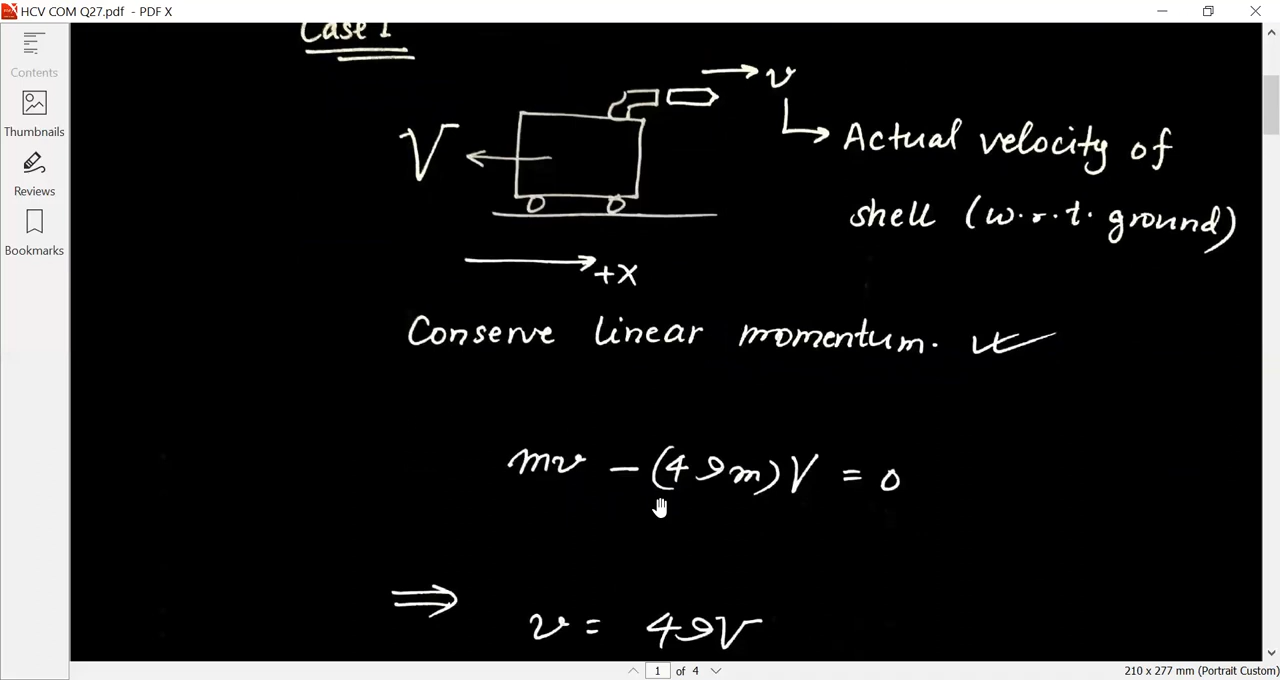 HCV COM Q27.pdf - PDF X
Contents
Thumbnails
Reviews
Bookmarks
Case 1
V
v
Actual velocity of
shell (w.r.t. ground)
+X
Conserve linear momentum.
mv - (49m)V = 0
⇒ v = 49V
1 of 4
210 x 277 mm (Portrait Custom)